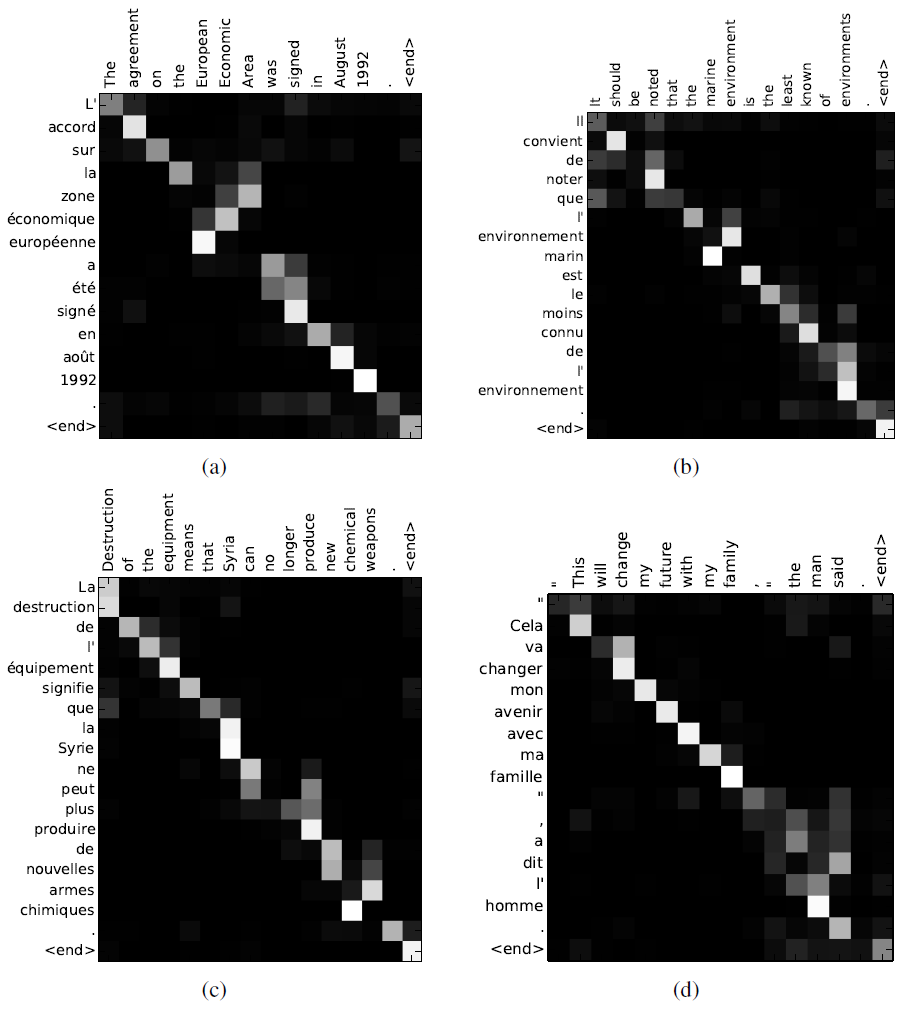 The agreement on the European Economic Area was signed in August 1992 . <end>
L'
accord
sur
la
zone
économique
européenne
a
été
signé
en
août
1992
.
<end>
(a)
It should be noted that the marine environment is the least known of environments . <end>
Il
convient
de
noter
que
l'
environnement
marin
est
le
moins
connu
de
l'
environnement
.
<end>
(b)
Destruction of the equipment means that Syria can no longer produce new chemical weapons . <end>
La
destruction
de
l'
équipement
signifie
que
la
Syrie
ne
peut
plus
produire
de
nouvelles
armes
chimiques
.
<end>
(c)
" This will change my future with my family , " the man said . <end>
"
Cela
va
changer
mon
avenir
avec
ma
famille
"
,
a
dit
l'
homme
.
<end>
(d)